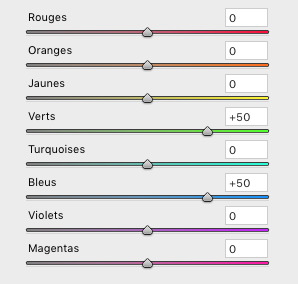 Rouges 0
Oranges 0
Jaunes 0
Verts +50
Turquoises 0
Bleus +50
Violets 0
Magentas 0